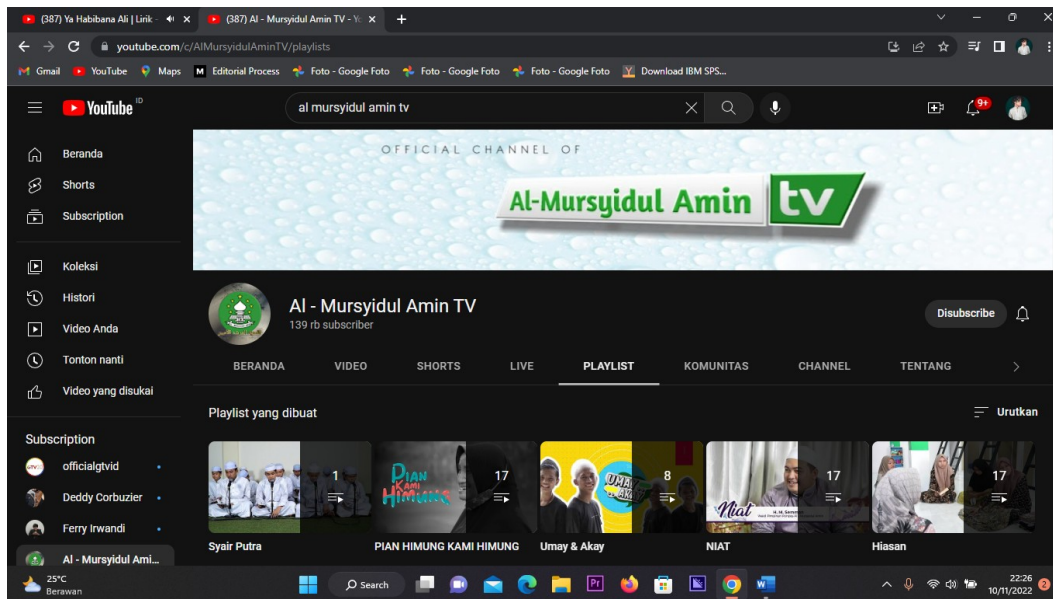 (387) Ya Habibana Ali | Lirik -
(387) Al - Mursyidul Amin TV - Yo
youtube.com/c/AlMursyidulAminTV/playlists
Gmail YouTube Maps Editorial Process Foto - Google Foto Foto - Google Foto Foto - Google Foto Download IBM SPS...
YouTube ID
al mursyidul amin tv
9+
Beranda
Shorts
Subscription
Koleksi
Histori
Video Anda
Tonton nanti
Video yang disukai
Subscription
officialgtvid
Deddy Corbuzier
Ferry Irwandi
Al - Mursyidul Ami...
OFFICIAL CHANNEL OF
Al-Mursyidul Amin tv
Al - Mursyidul Amin TV
139 rb subscriber
Disubscribe
BERANDA VIDEO SHORTS LIVE PLAYLIST KOMUNITAS CHANNEL TENTANG
Playlist yang dibuat
Urutkan
1
PIAN
KAMI
HIMUNG
17
8
Niat
17
17
Syair Putra
PIAN HIMUNG KAMI HIMUNG
Umay & Akay
NIAT
Hiasan
25°C
Berawan
Search
22:26
10/11/2022
2